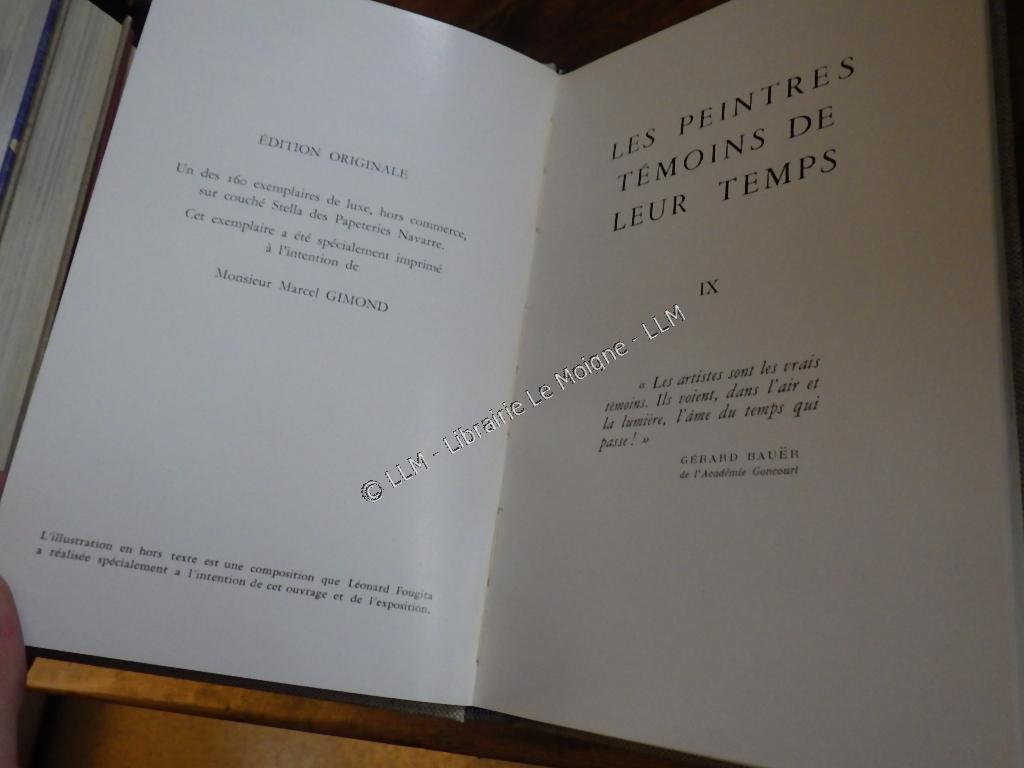 ÉDITION ORIGINALE
Un des 160 exemplaires de luxe, hors commerce,
sur couché Stella des Papeteries Navarre.
Cet exemplaire a été spécialement imprimé
à l'intention de
Monsieur Marcel GIMOND
L'illustration en hors texte est une composition que Léonard Fougita
a réalisée spécialement a l'intention de cet ouvrage et de l'exposition.
LES PEINTRES
TÉMOINS DE
LEUR TEMPS
IX
« Les artistes sont les vrais
témoins. Ils voient, dans l'air et
la lumière, l'âme du temps qui
passe ! »
GÉRARD BAUËR
de l'Académie Goncourt
© LLM - Librairie Le Moigne - LLM